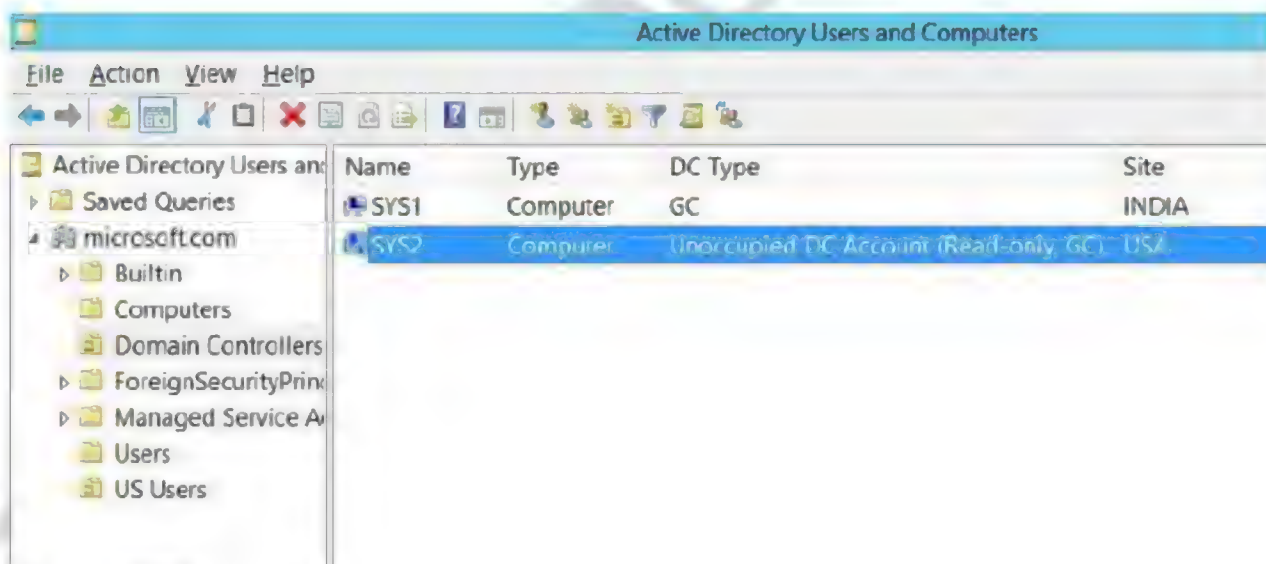 Active Directory Users and Computers
File Action View Help
Active Directory Users and
Saved Queries
microsoft.com
Builtin
Computers
Domain Controllers
ForeignSecurityPrinc
Managed Service A
Users
US Users
Name Type DC Type Site
SYS1 Computer GC INDIA
SYS2 Computer Unoccupied DC Account (Read-only, GC) USA